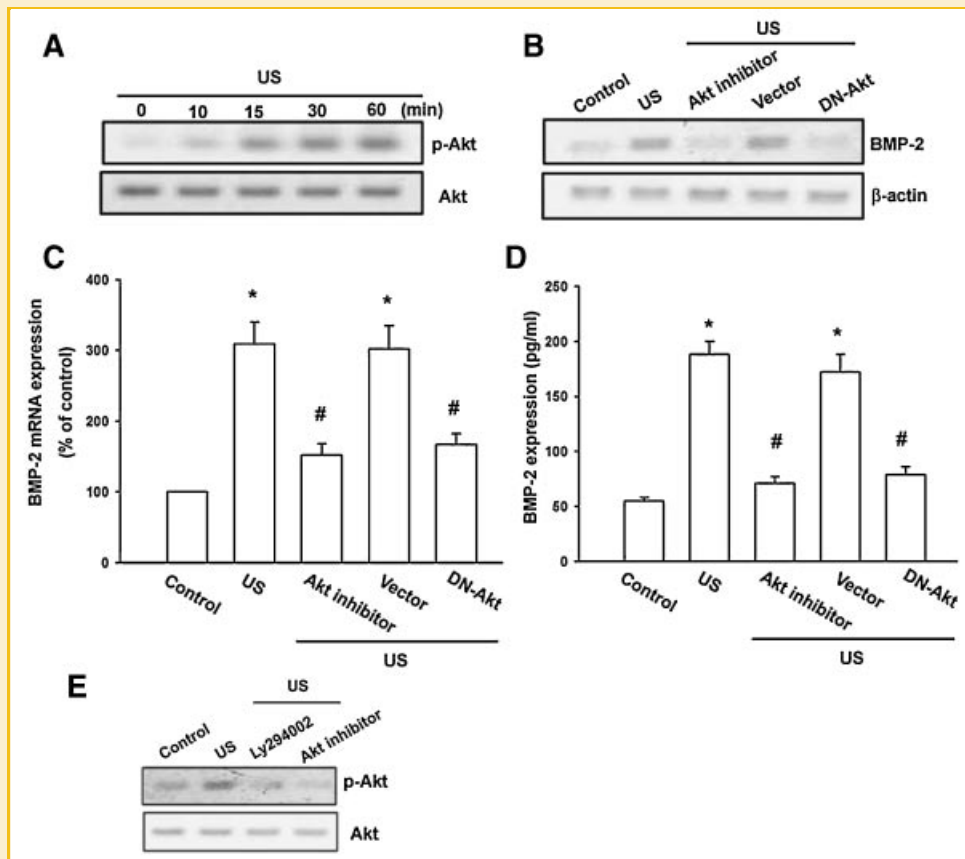 A
US
0 10 15 30 60 (min)
p-Akt
Akt
B
US
Control US Akt inhibitor Vector DN-Akt
BMP-2
β-actin
C
BMP-2 mRNA expression
(% of control)
400
300
200
100
0
* # * #
Control US Akt inhibitor Vector DN-Akt
US
D
BMP-2 expression (pg/ml)
250
200
150
100
50
0
* # * #
Control US Akt inhibitor Vector DN-Akt
US
E
US
Control US Ly294002 Akt inhibitor
p-Akt
Akt